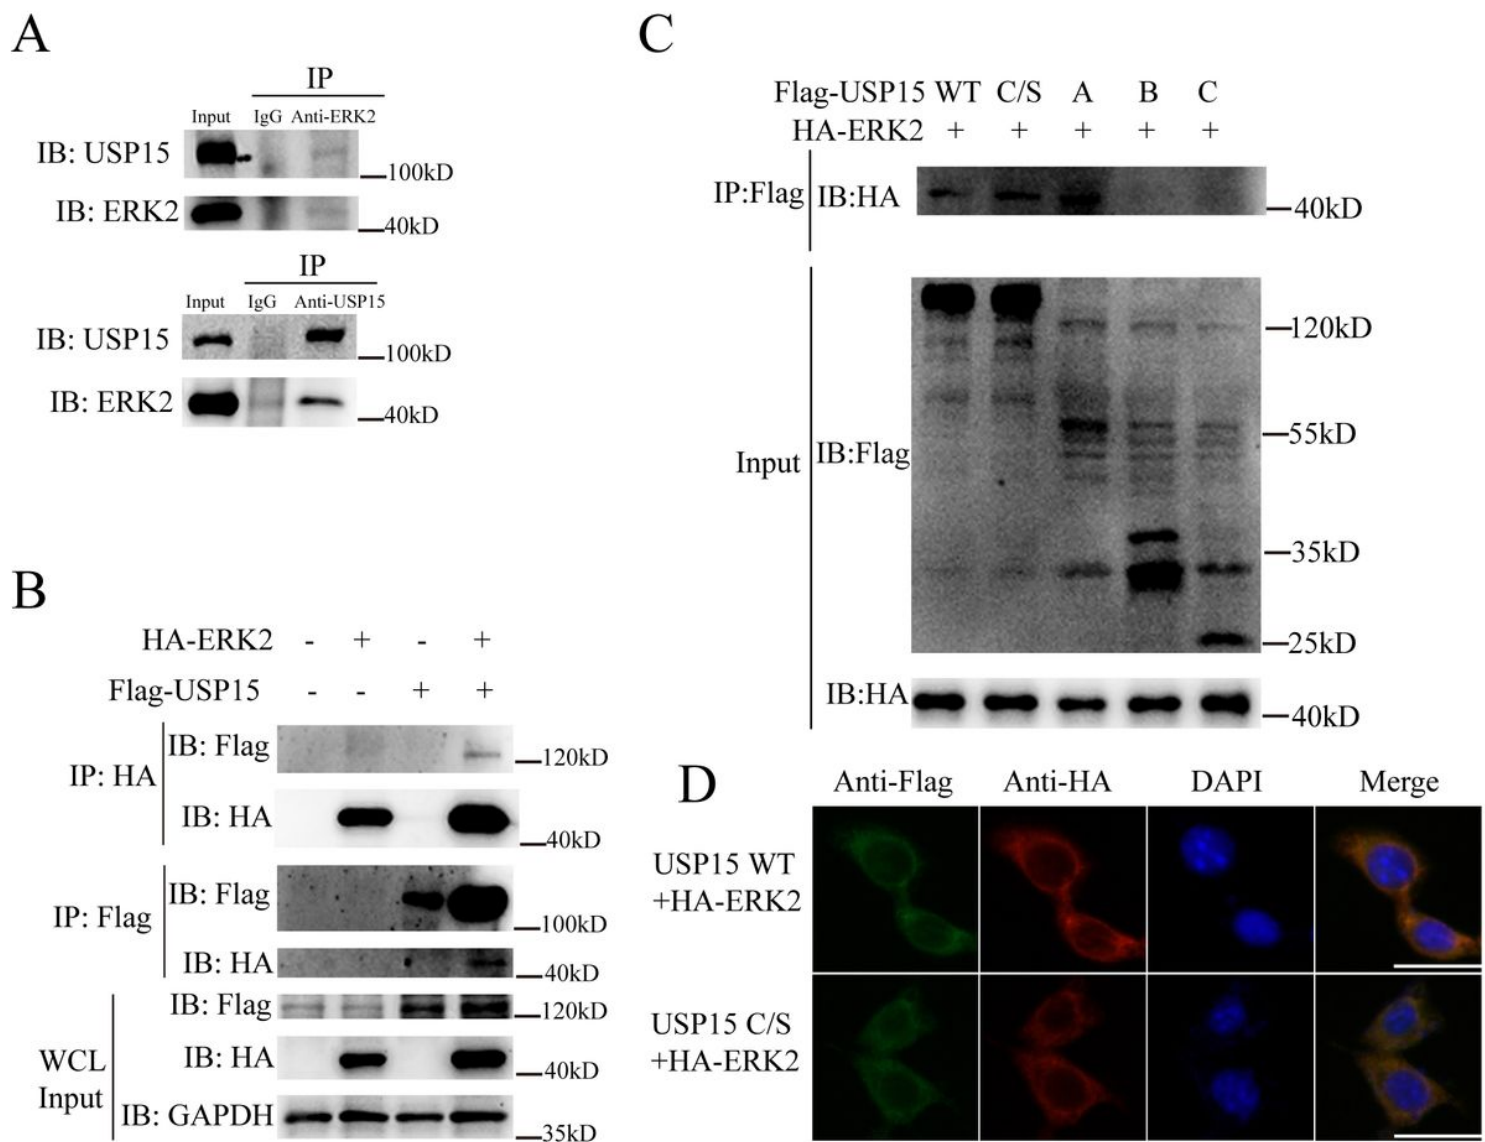 A
IP
Input IgG Anti-ERK2
IB: USP15
100kD
IB: ERK2
40kD
IP
Input IgG Anti-USP15
IB: USP15
100kD
IB: ERK2
40kD
B
HA-ERK2 - + - +
Flag-USP15 - - + +
IP: HA
IB: Flag
120kD
IB: HA
40kD
IP: Flag
IB: Flag
100kD
IB: HA
40kD
WCL
Input
IB: Flag
120kD
IB: HA
40kD
IB: GAPDH
35kD
C
Flag-USP15 WT C/S A B C
HA-ERK2 + + + + +
IP:Flag
IB:HA
40kD
Input
IB:Flag
120kD
55kD
35kD
25kD
IB:HA
40kD
D
Anti-Flag Anti-HA DAPI Merge
USP15 WT
+HA-ERK2
USP15 C/S
+HA-ERK2